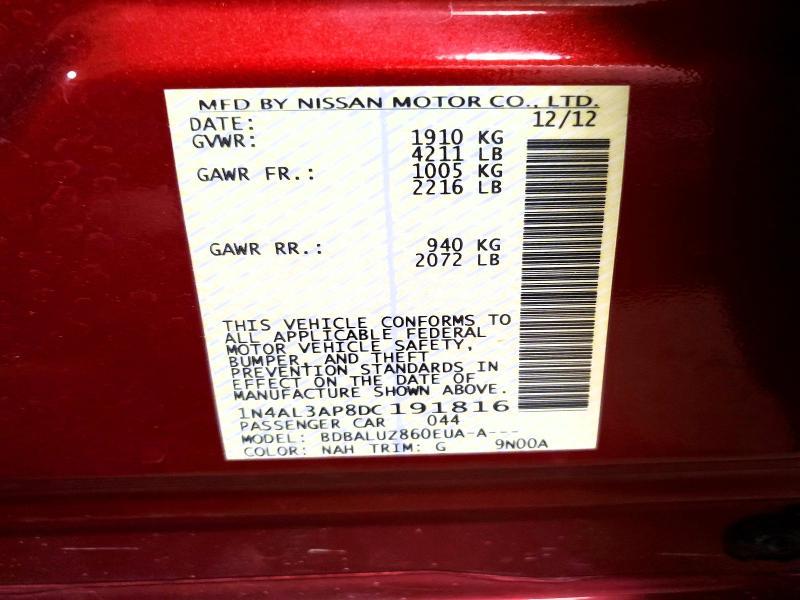 MFD BY NISSAN MOTOR CO., LTD.
DATE: 12/12
GVWR: 1910 KG
4211 LB
GAWR FR.: 1005 KG
2216 LB
GAWR RR.: 940 KG
2072 LB
THIS VEHICLE CONFORMS TO
ALL APPLICABLE FEDERAL
MOTOR VEHICLE SAFETY,
BUMPER, AND THEFT
PREVENTION STANDARDS IN
EFFECT ON THE DATE OF
MANUFACTURE SHOWN ABOVE.
1N4AL3AP8DC 191816
PASSENGER CAR 044
MODEL: BDBALUZ860EUA-A---
COLOR: NAH TRIM: G 9N00A